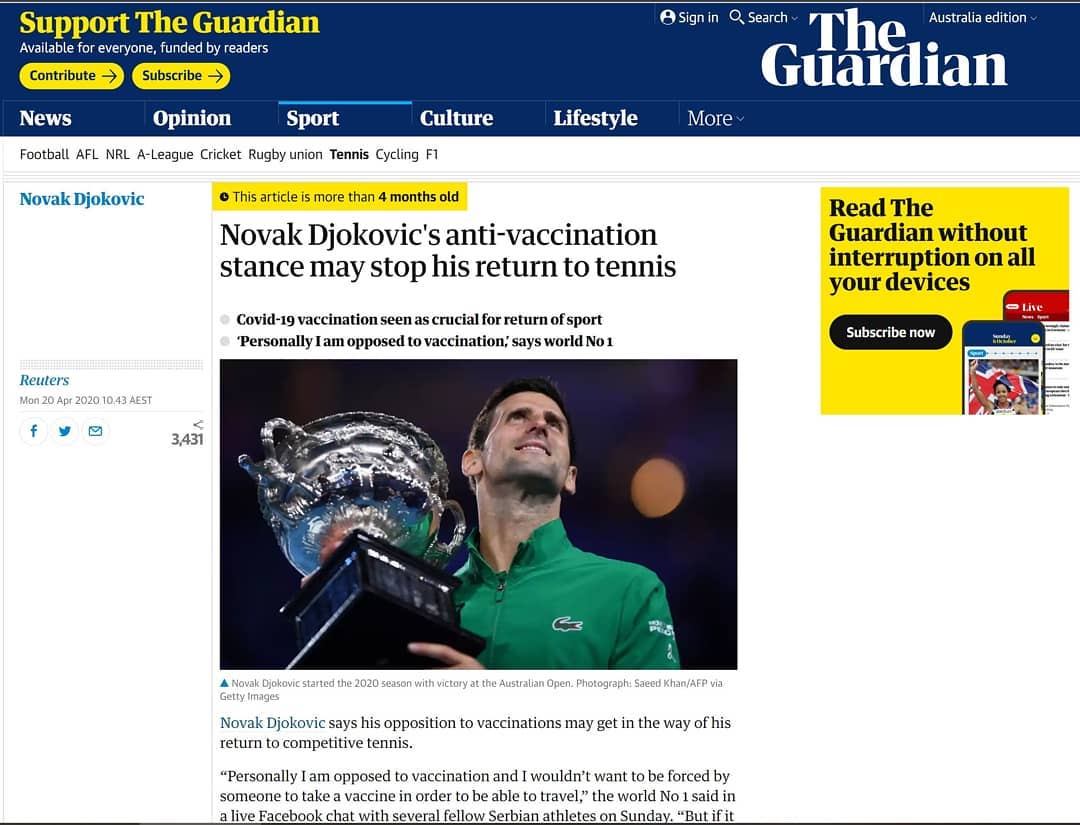 Support The Guardian
Available for everyone, funded by readers
Contribute →
Subscribe →
Sign in
Search
Australia edition
The
Guardian
News
Opinion
Sport
Culture
Lifestyle
More
Football AFL NRL A-League Cricket Rugby union Tennis Cycling F1
Novak Djokovic
This article is more than 4 months old
Novak Djokovic's anti-vaccination
stance may stop his return to tennis
Covid-19 vaccination seen as crucial for return of sport
'Personally I am opposed to vaccination,' says world No 1
Reuters
Mon 20 Apr 2020 10.43 AEST
3,431
Novak Djokovic started the 2020 season with victory at the Australian Open. Photograph: Saeed Khan/AFP via
Getty Images
Novak Djokovic says his opposition to vaccinations may get in the way of his
return to competitive tennis.
“Personally I am opposed to vaccination and I wouldn’t want to be forced by
someone to take a vaccine in order to be able to travel,” the world No 1 said in
a live Facebook chat with several fellow Serbian athletes on Sunday. “But if it
Read The
Guardian without
interruption on all
your devices
Subscribe now
Live
News Sport
Sunday
Sport